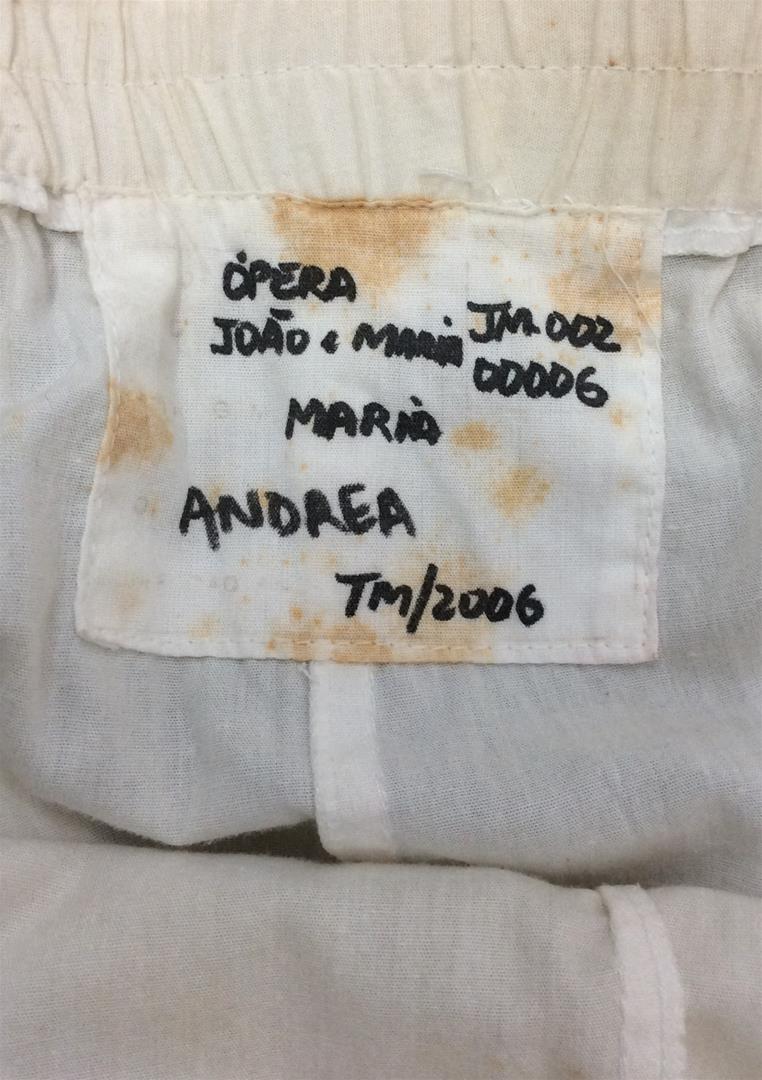 ÓPERA
JOÃO e MARIA JM.002
00006
MARIA
ANDREA
TM/2006